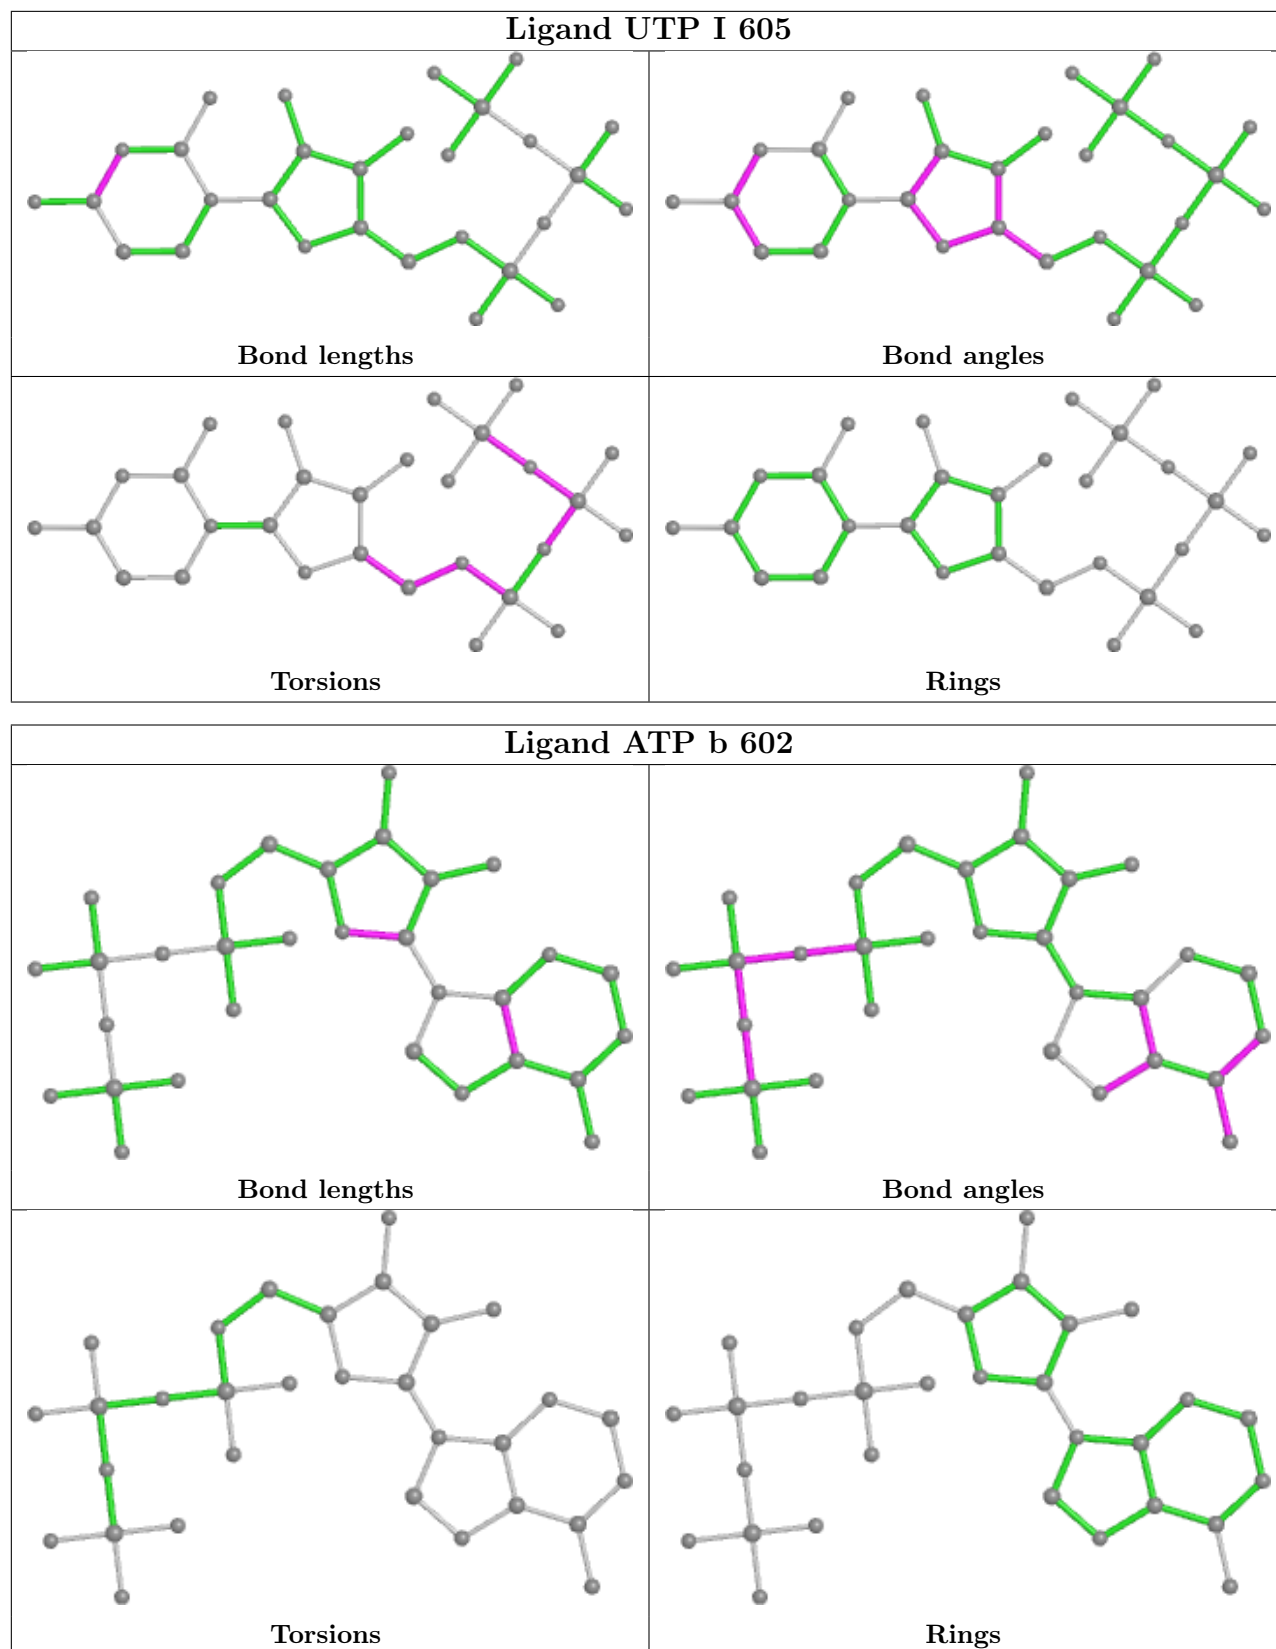 Ligand UTP I 605
Bond lengths
Bond angles
Torsions
Rings
Ligand ATP b 602
Bond lengths
Bond angles
Torsions
Rings